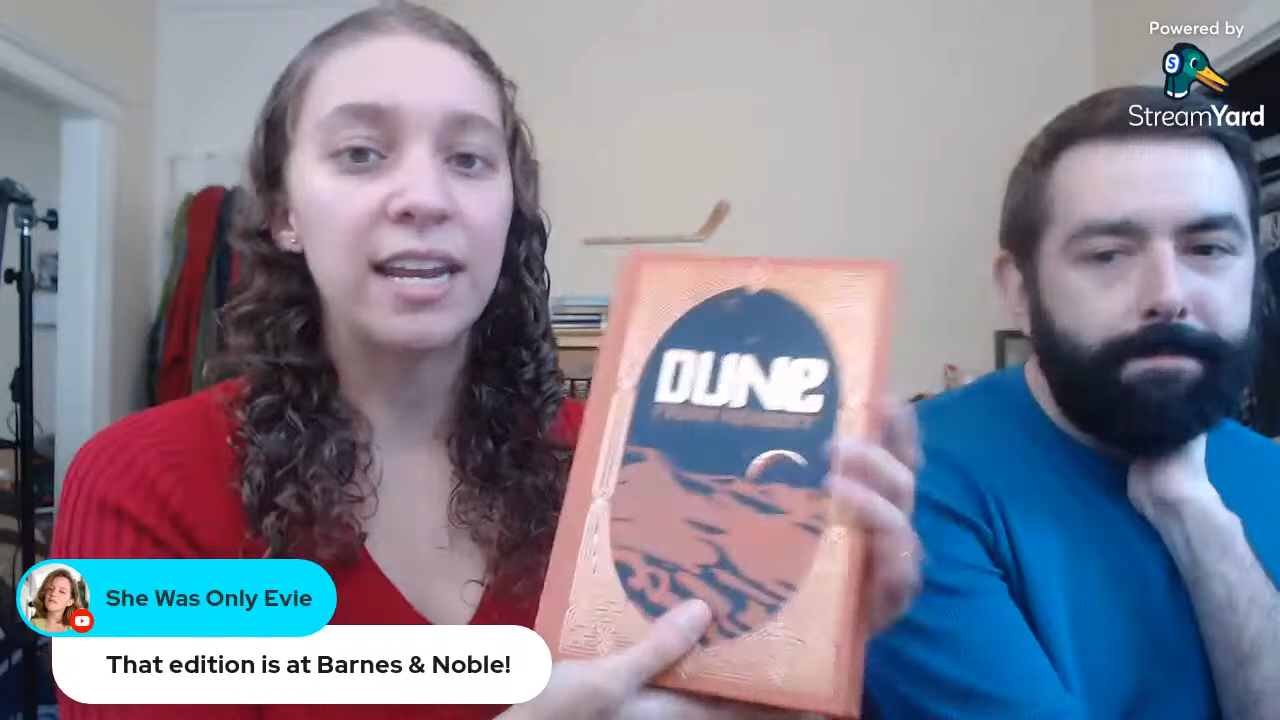 Powered by
StreamYard
DUNE
She Was Only Evie
That edition is at Barnes & Noble!